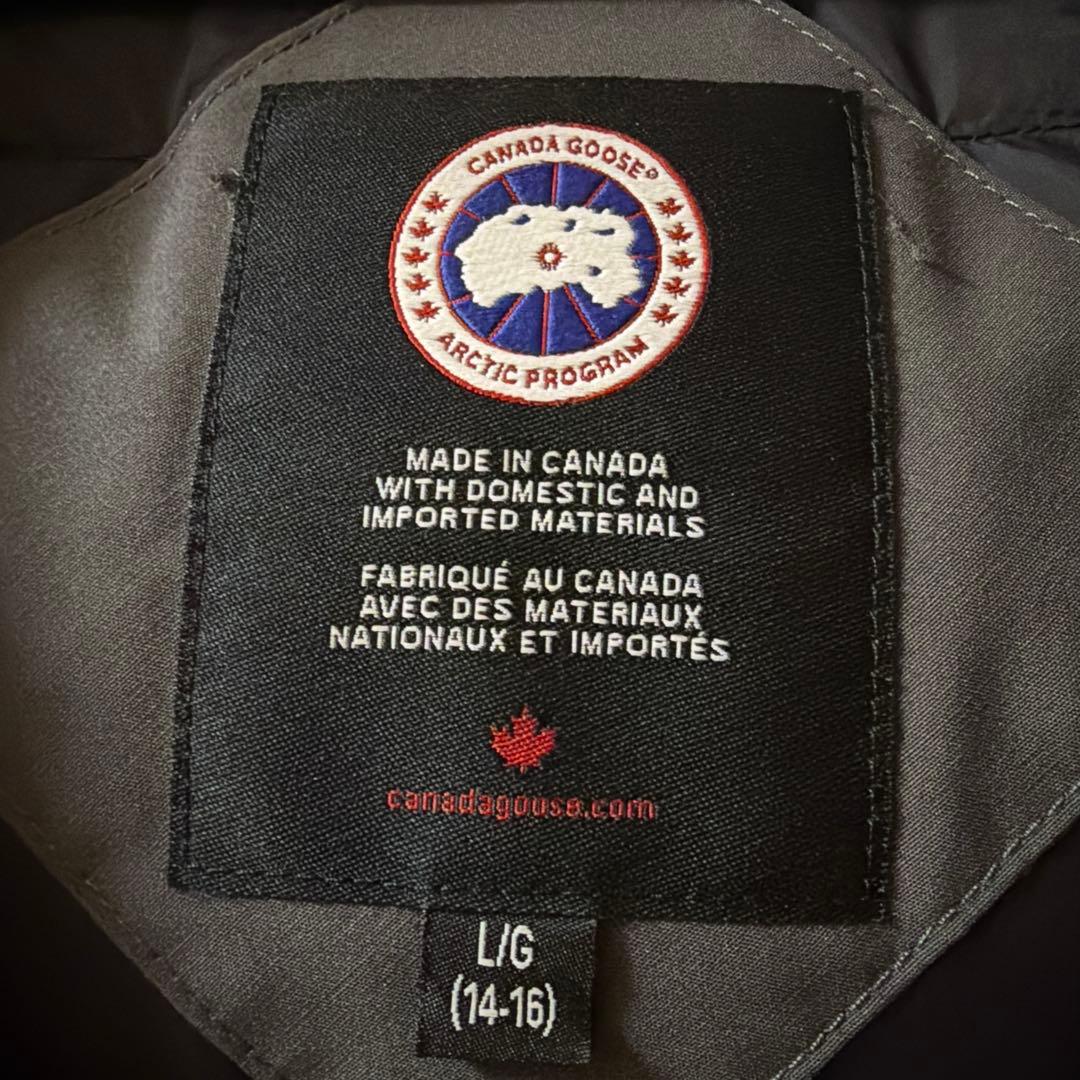 CANADA GOOSE®
ARCTIC PROGRAM
MADE IN CANADA
WITH DOMESTIC AND
IMPORTED MATERIALS
FABRIQUÉ AU CANADA
AVEC DES MATERIAUX
NATIONAUX ET IMPORTÉS
canadagoose.com
L/G
(14-16)